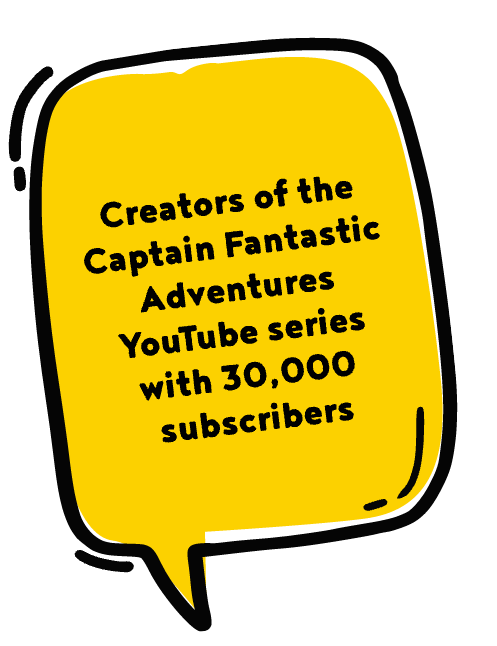 Creators of the
Captain Fantastic
Adventures
YouTube series
with 30,000
subscribers